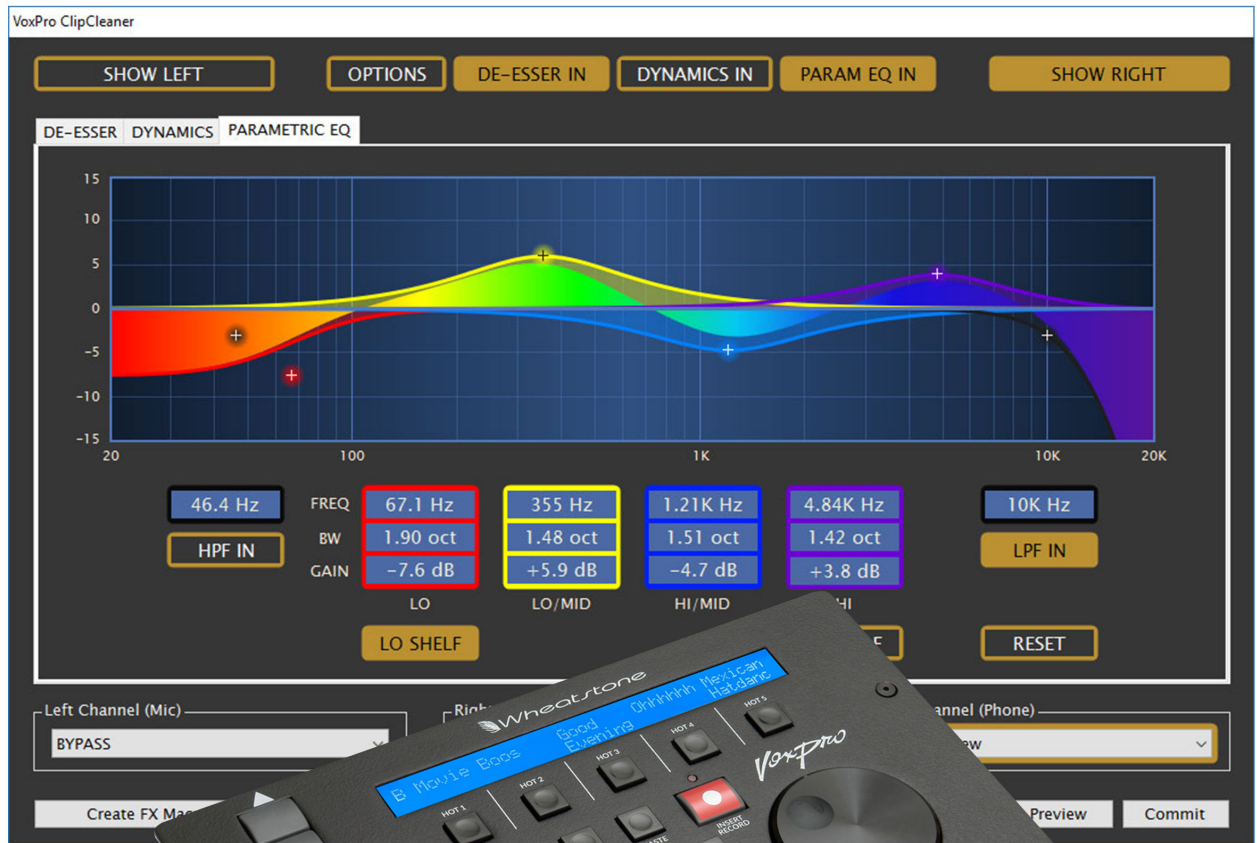 VoxPro ClipCleaner
SHOW LEFT
OPTIONS
DE-ESSER IN
DYNAMICS IN
PARAM EQ IN
SHOW RIGHT
DE-ESSER
DYNAMICS
PARAMETRIC EQ
15
10
5
0
-5
-10
-15
20
100
1K
10K
20K
46.4 Hz
FREQ
67.1 Hz
355 Hz
1.21K Hz
4.84K Hz
10K Hz
HPF IN
BW
1.90 oct
1.48 oct
1.51 oct
1.42 oct
LPF IN
GAIN
-7.6 dB
+5.9 dB
-4.7 dB
+3.8 dB
LO
LO/MID
HI/MID
HI
LO SHELF
RESET
Left Channel (Mic)
BYPASS
(Phone)
Preview
Commit
Wheatstone
B Movie Boos
Good
Evening
Ohhhhhh
Mexican
Hatdanc
HOT 1
HOT 2
HOT 3
HOT 4
HOT 5
VoxPro
INSERT
RECORD
Create FX